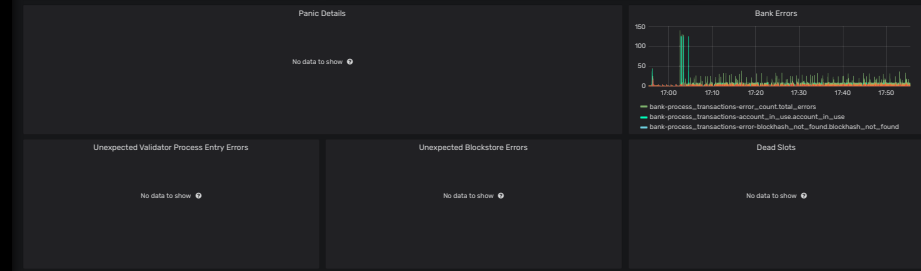 Panic Details
No data to show
Bank Errors
150
100
50
0
17:00 17:10 17:20 17:30 17:40 17:50
bank-process_transactions-error_count.total_errors
bank-process_transactions-account_in_use.account_in_use
bank-process_transactions-error-blockhash_not_found.blockhash_not_found
Unexpected Validator Process Entry Errors
No data to show
Unexpected Blockstore Errors
No data to show
Dead Slots
No data to show